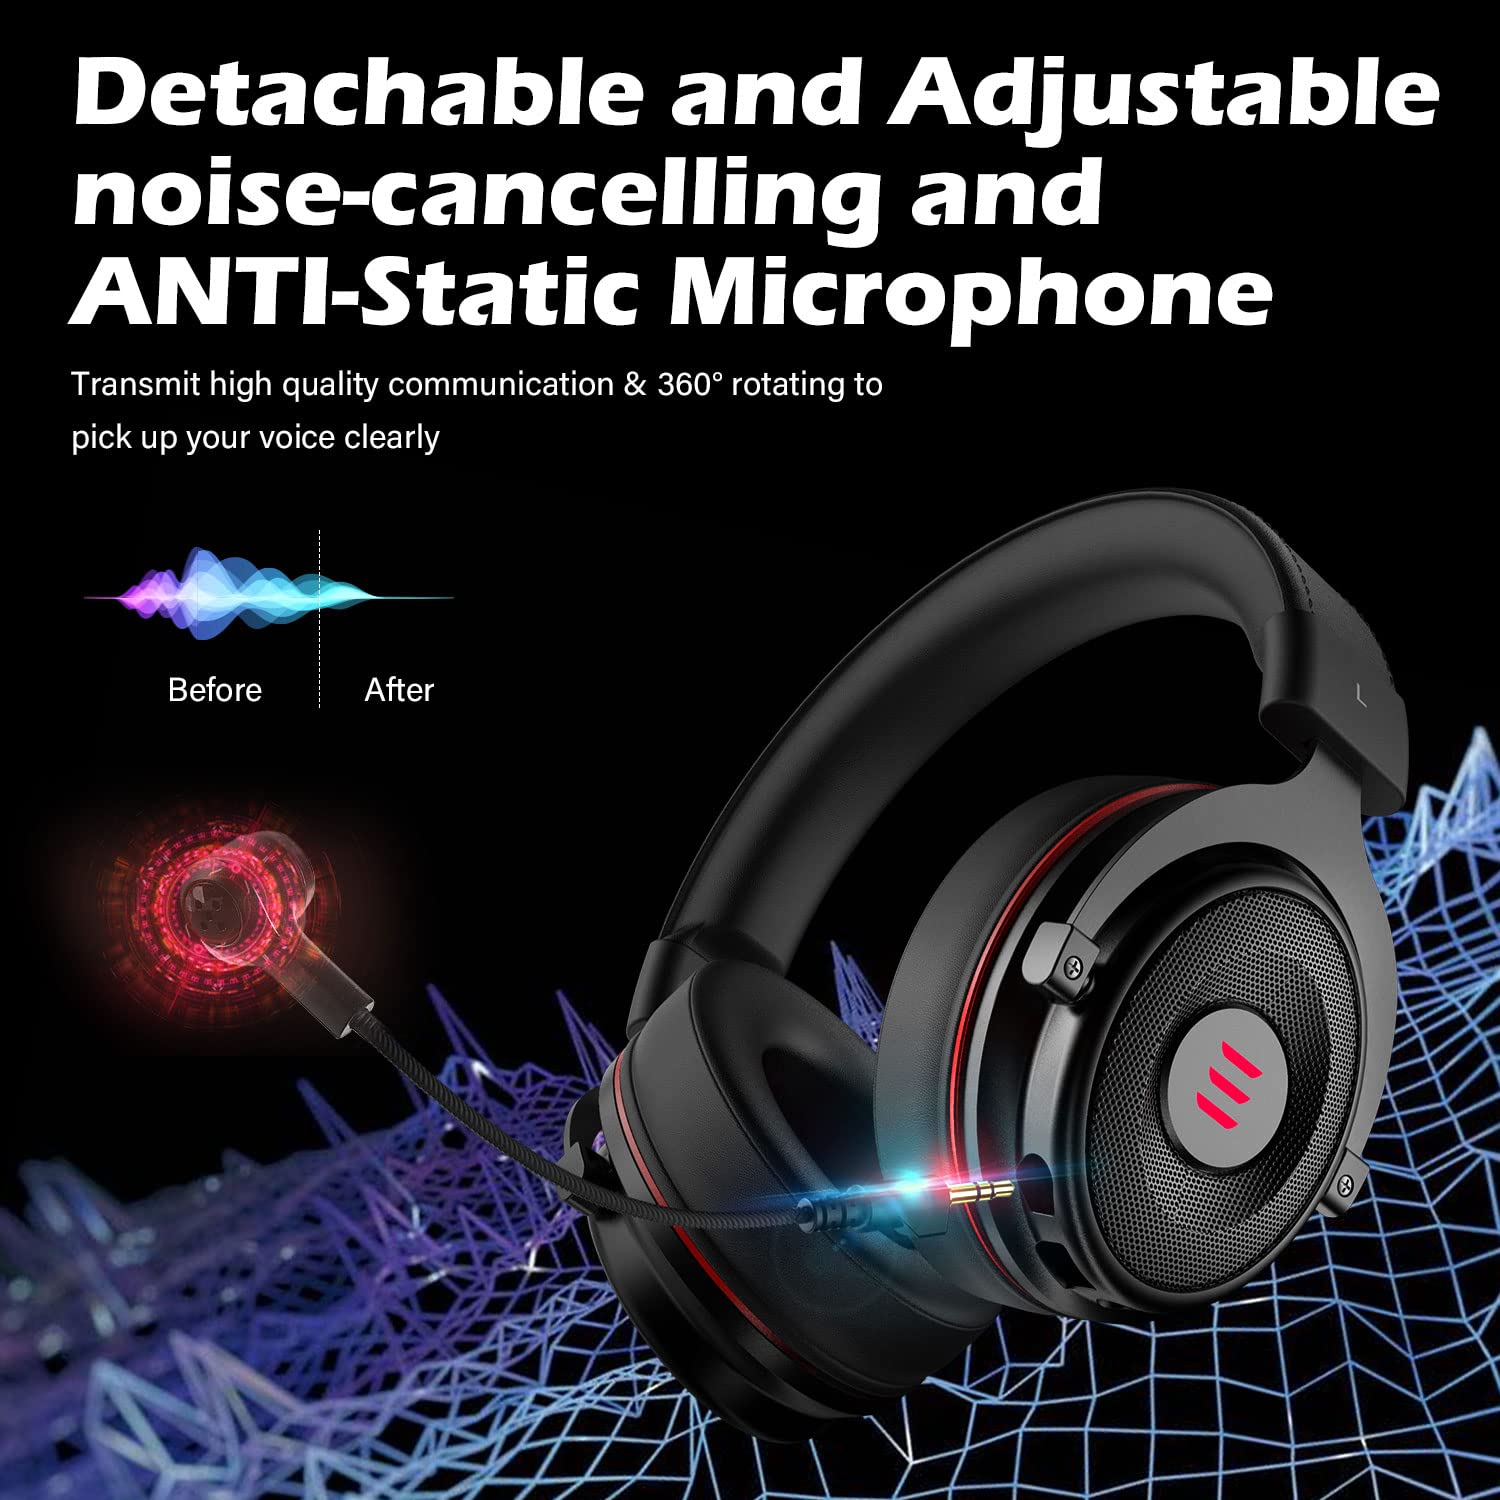 Detachable and Adjustable
noise-cancelling and
ANTI-Static Microphone
Transmit high quality communication & 360° rotating to
pick up your voice clearly
Before
After
L